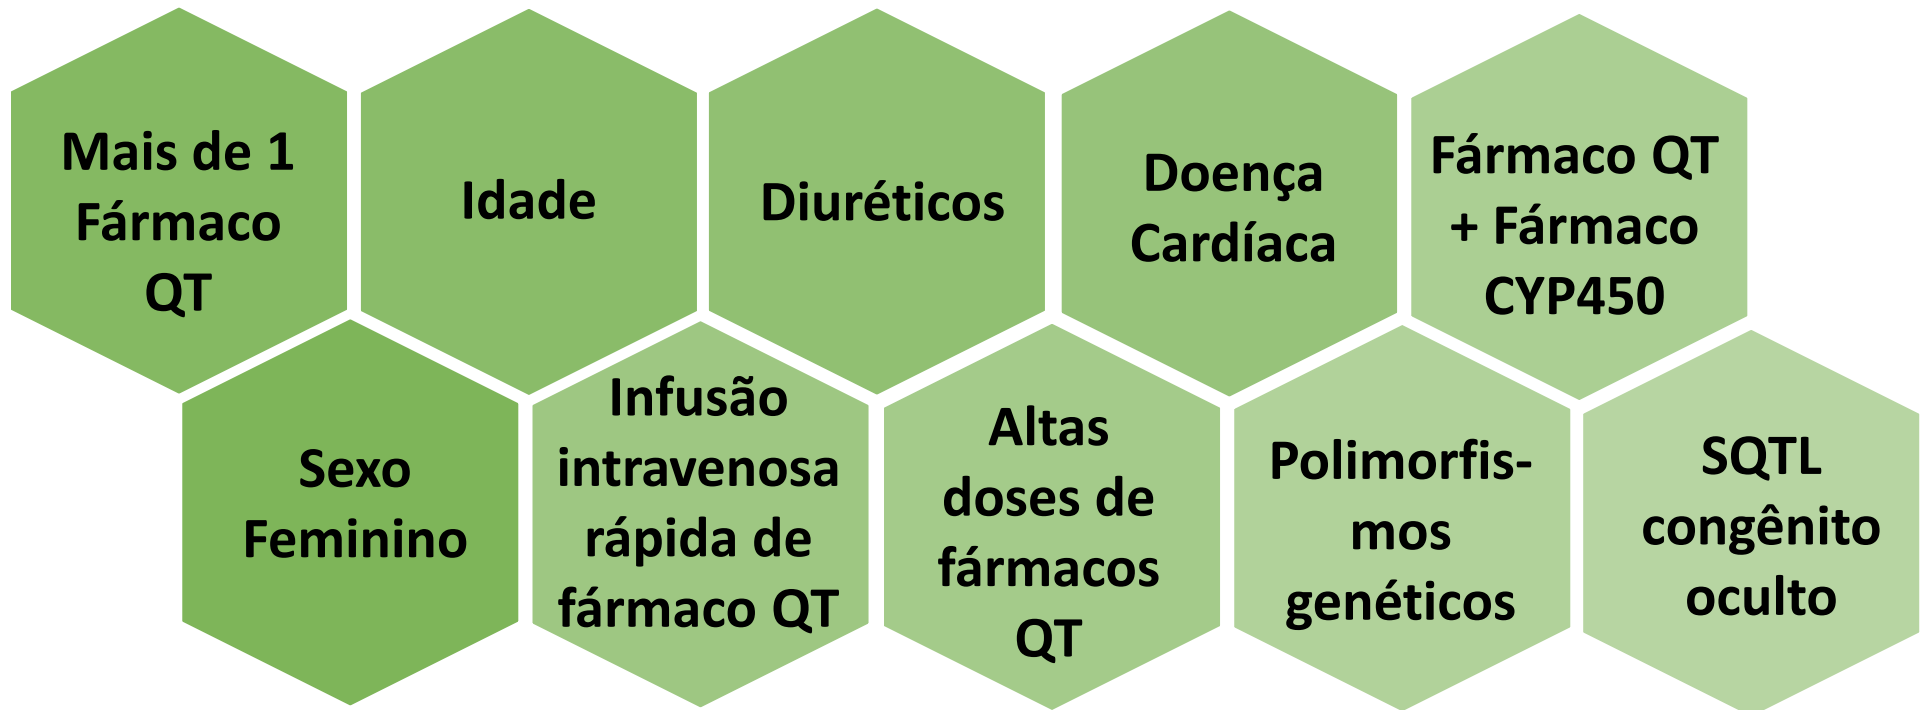 Mais de 1
Fármaco
QT
Idade
Diuréticos
Doença
Cardíaca
Fármaco QT
+ Fármaco
CYP450
Sexo
Feminino
Infusão
intravenosa
rápida de
fármaco QT
Altas
doses de
fármacos
QT
Polimorfis-
mos
genéticos
SQTL
congênito
oculto